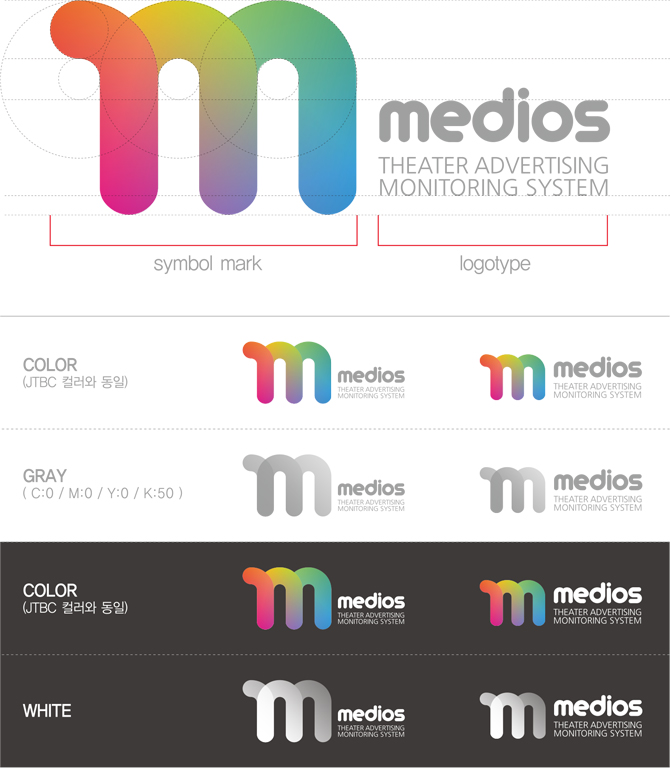 medios
THEATER ADVERTISING
MONITORING SYSTEM
symbol mark
logotype
COLOR
(JTBC 컬러와 동일)
medios
THEATER ADVERTISING
MONITORING SYSTEM
medios
THEATER ADVERTISING
MONITORING SYSTEM
GRAY
( C:0 / M:0 / Y:0 / K:50 )
medios
THEATER ADVERTISING
MONITORING SYSTEM
medios
THEATER ADVERTISING
MONITORING SYSTEM
COLOR
(JTBC 컬러와 동일)
medios
THEATER ADVERTISING
MONITORING SYSTEM
medios
THEATER ADVERTISING
MONITORING SYSTEM
WHITE
medios
THEATER ADVERTISING
MONITORING SYSTEM
medios
THEATER ADVERTISING
MONITORING SYSTEM